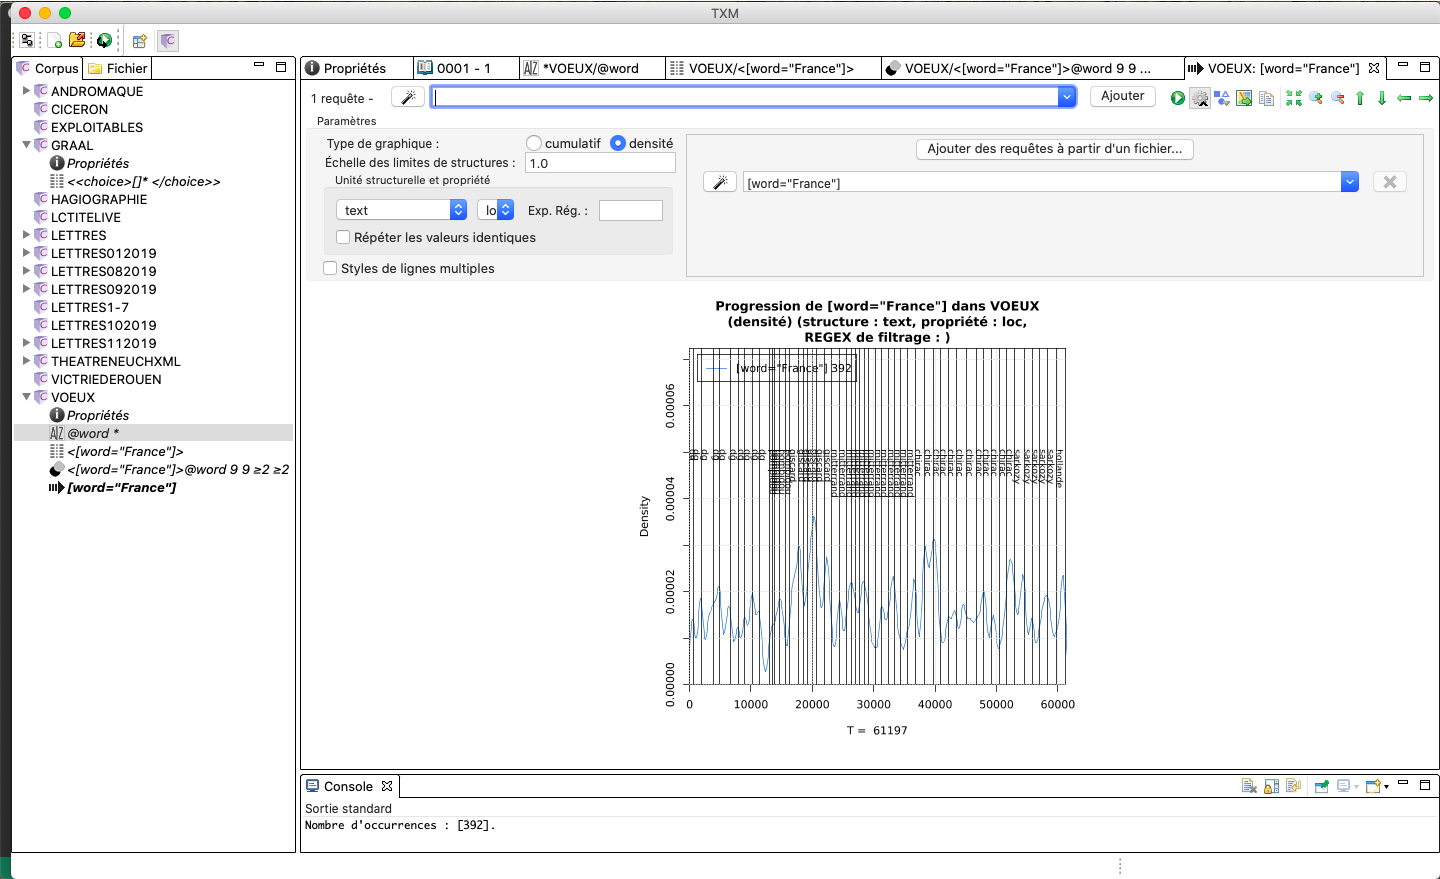 TXM
Corpus
Fichier
Propriétés
0001 - 1
*VOEUX/@word
VOEUX/<[word="France"]>
VOEUX/<[word="France"]>@word 9 9 ...
VOEUX: [word="France"]
ANDROMAQUE
CICERON
EXPLOITABLES
GRAAL
Propriétés
<<choice>[]* </choice>>
HAGIOGRAPHIE
LCTITELIVE
LETTRES
LETTRES012019
LETTRES082019
LETTRES092019
LETTRES1-7
LETTRES102019
LETTRES112019
THEATRENEUCHXML
VICTRIEDEROUEN
VOEUX
Propriétés
@word *
<[word="France"]>
<[word="France"]>@word 9 9 ≥2 ≥2
[word="France"]
1 requête -
Ajouter
Paramètres
Type de graphique :
cumulatif
densité
Échelle des limites de structures :
1.0
Unité structurelle et propriété
text
lo
Exp. Rég. :
Répéter les valeurs identiques
Styles de lignes multiples
Ajouter des requêtes à partir d'un fichier...
[word="France"]
Progression de [word="France"] dans VOEUX
(densité) (structure : text, propriété : loc,
REGEX de filtrage : )
[word="France"] 392
Density
0.00006
0.00004
0.00002
0.00000
dg dg dg dg dg dg dg dg dg
giscard giscard
mitterrand mitterrand mitterrand mitterrand
chirac chirac chirac chirac chirac chirac chirac chirac chirac chirac chirac chirac
sarkozy sarkozy sarkozy sarkozy sarkozy
hollande
0 10000 20000 30000 40000 50000 60000
T = 61197
Console
Sortie standard
Nombre d'occurrences : [392].